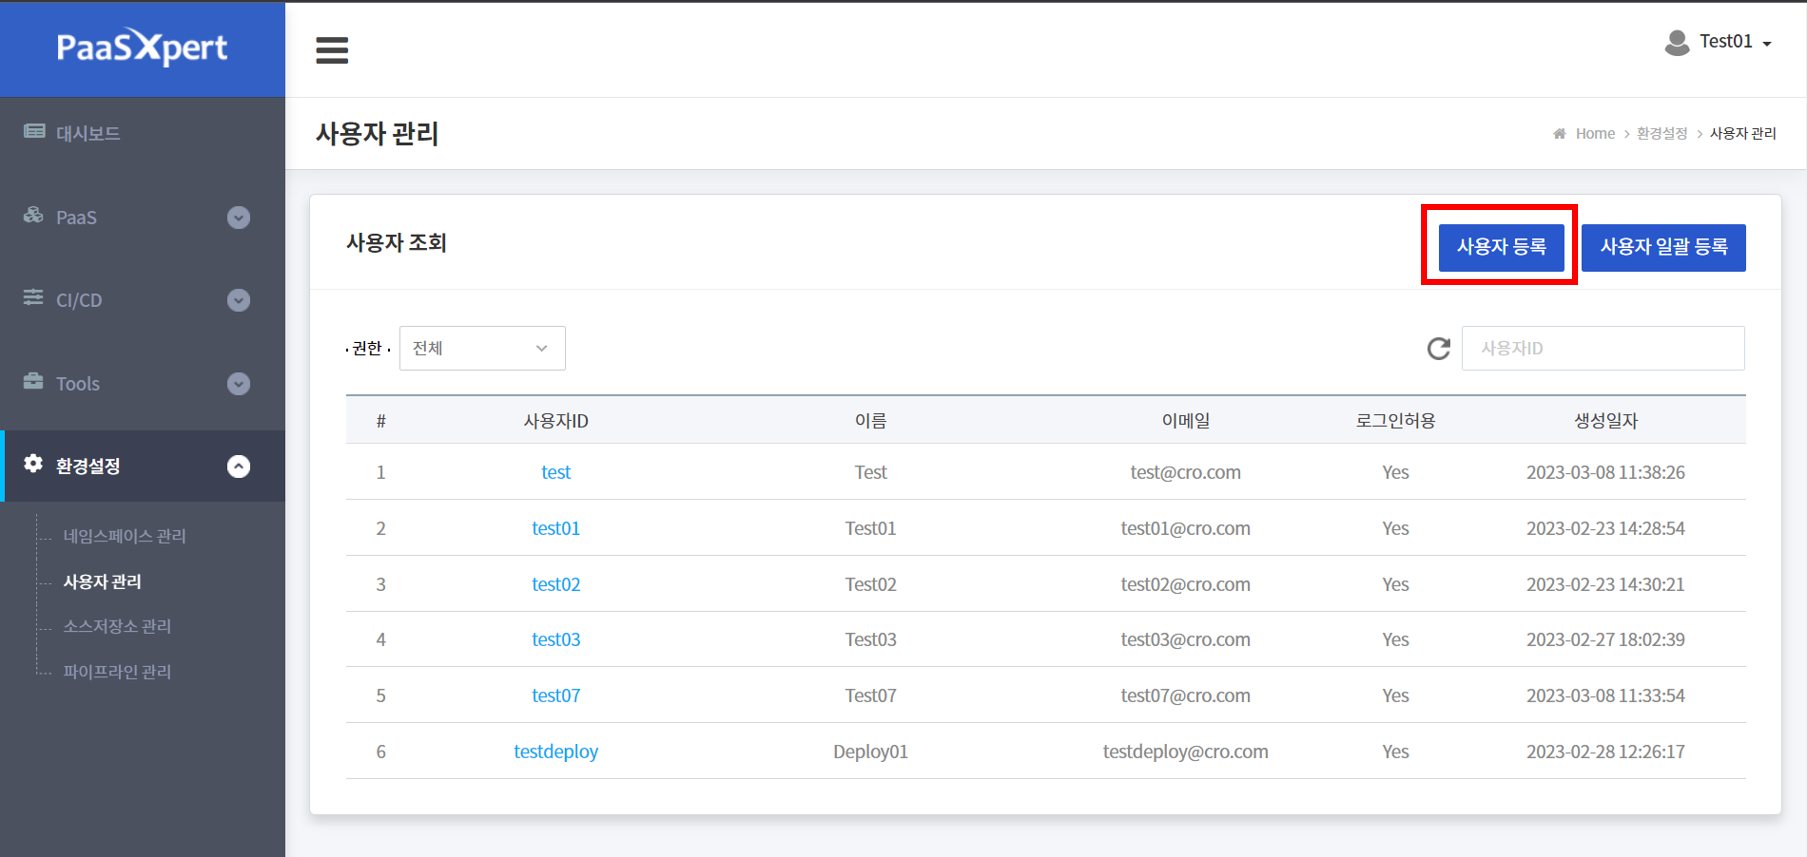 PaaSXpert
Test01
대시보드
PaaS
CI/CD
Tools
환경설정
네임스페이스 관리
사용자 관리
소스저장소 관리
파이프라인 관리
사용자 관리
Home > 환경설정 > 사용자 관리
사용자 조회
사용자 등록
사용자 일괄 등록
· 권한 ·
전체
사용자ID
# 사용자ID 이름 이메일 로그인허용 생성일자
1 test Test test@cro.com Yes 2023-03-08 11:38:26
2 test01 Test01 test01@cro.com Yes 2023-02-23 14:28:54
3 test02 Test02 test02@cro.com Yes 2023-02-23 14:30:21
4 test03 Test03 test03@cro.com Yes 2023-02-27 18:02:39
5 test07 Test07 test07@cro.com Yes 2023-03-08 11:33:54
6 testdeploy Deploy01 testdeploy@cro.com Yes 2023-02-28 12:26:17